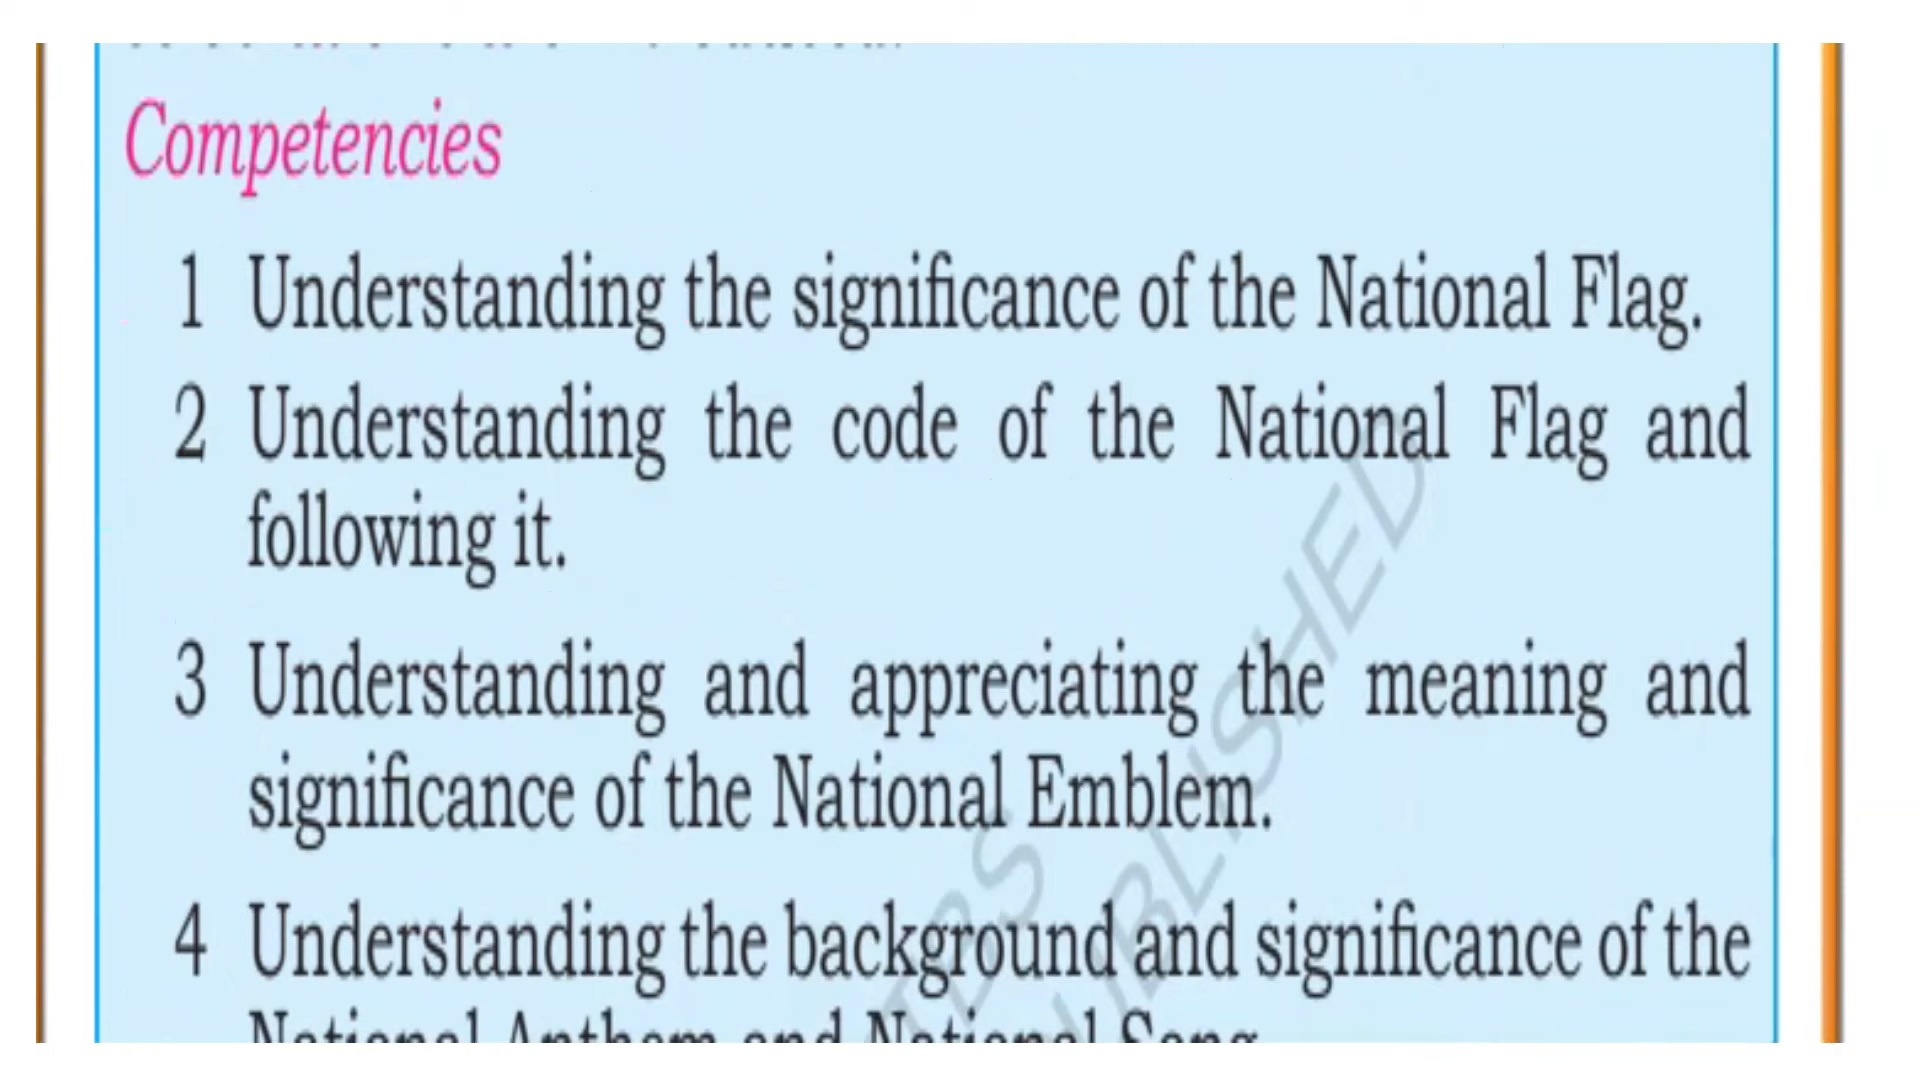 Competencies
1 Understanding the significance of the National Flag.
2 Understanding the code of the National Flag and
following it.
3 Understanding and appreciating the meaning and
significance of the National Emblem.
4 Understanding the background and significance of the
National Anthem and National Song.
TBS
UBLISHED